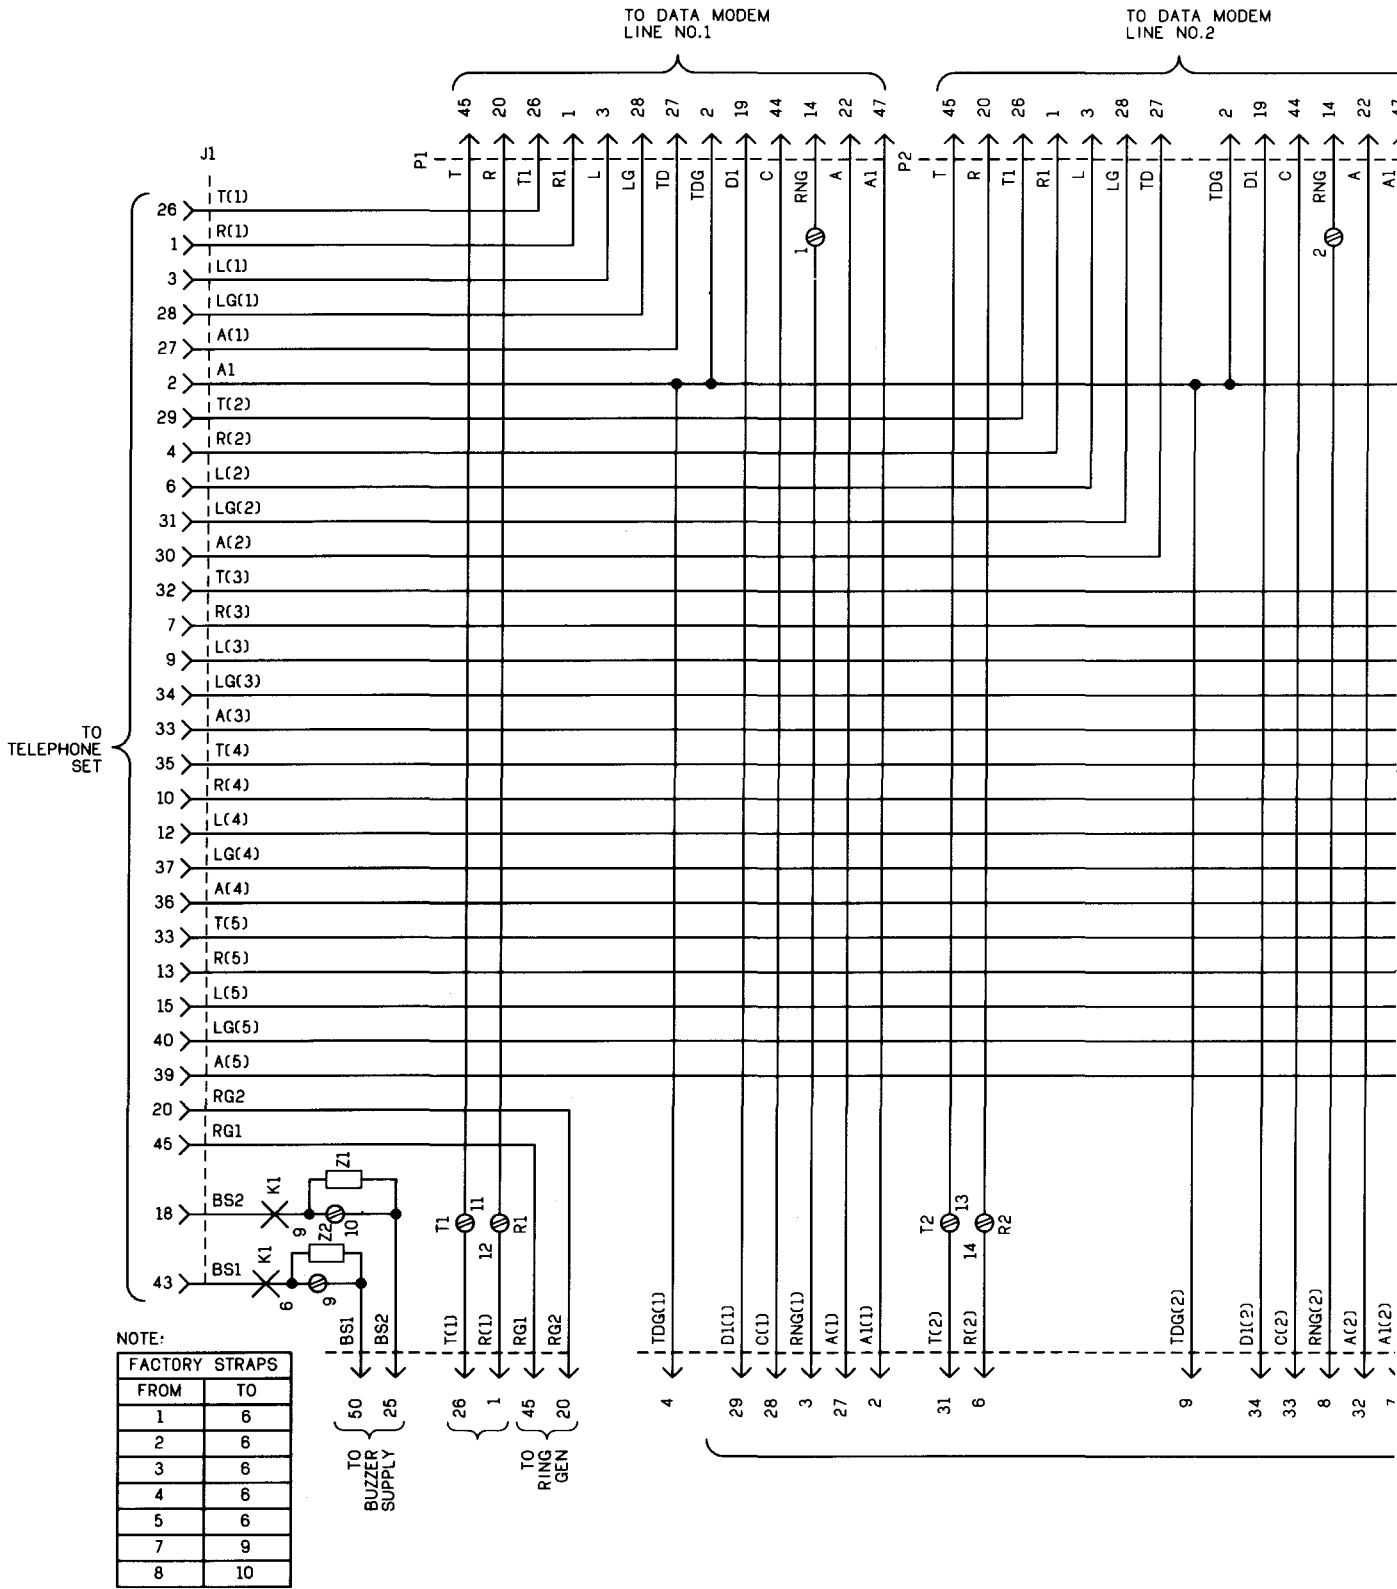 TO DATA MODEM
LINE NO.1
TO DATA MODEM
LINE NO.2
45 20 26 1 3 28 27 2 19 44 14 22 47
45 20 26 1 3 28 27 2 19 44 14 22 47
J1
P1 T R T1 R1 L LG TD TDG D1 C RNG A A1
P2 T R T1 R1 L LG TD TDG D1 C RNG A A1
1
2
26 T(1)
1 R(1)
3 L(1)
28 LG(1)
27 A(1)
2 A1
29 T(2)
4 R(2)
6 L(2)
31 LG(2)
30 A(2)
32 T(3)
7 R(3)
9 L(3)
34 LG(3)
33 A(3)
TO
TELEPHONE
SET
35 T(4)
10 R(4)
12 L(4)
37 LG(4)
36 A(4)
33 T(5)
13 R(5)
15 L(5)
40 LG(5)
39 A(5)
20 RG2
45 RG1
18 BS2 K1 9 Z1 10
43 BS1 K1 6 Z2 9
T1 11 12 R1
T2 13 14 R2
BS1 BS2 T(1) R(1) RG1 RG2 TDG(1) D1(1) C(1) RNG(1) A(1) A1(1) T(2) R(2) TDG(2) D1(2) C(2) RNG(2) A(2) A1(2)
50 25 26 1 45 20 4 29 28 3 27 2 31 6 9 34 33 8 32 7
TO
BUZZER
SUPPLY
TO
RING
GEN
NOTE:
FACTORY STRAPS
FROM TO
1 6
2 6
3 6
4 6
5 6
7 9
8 10